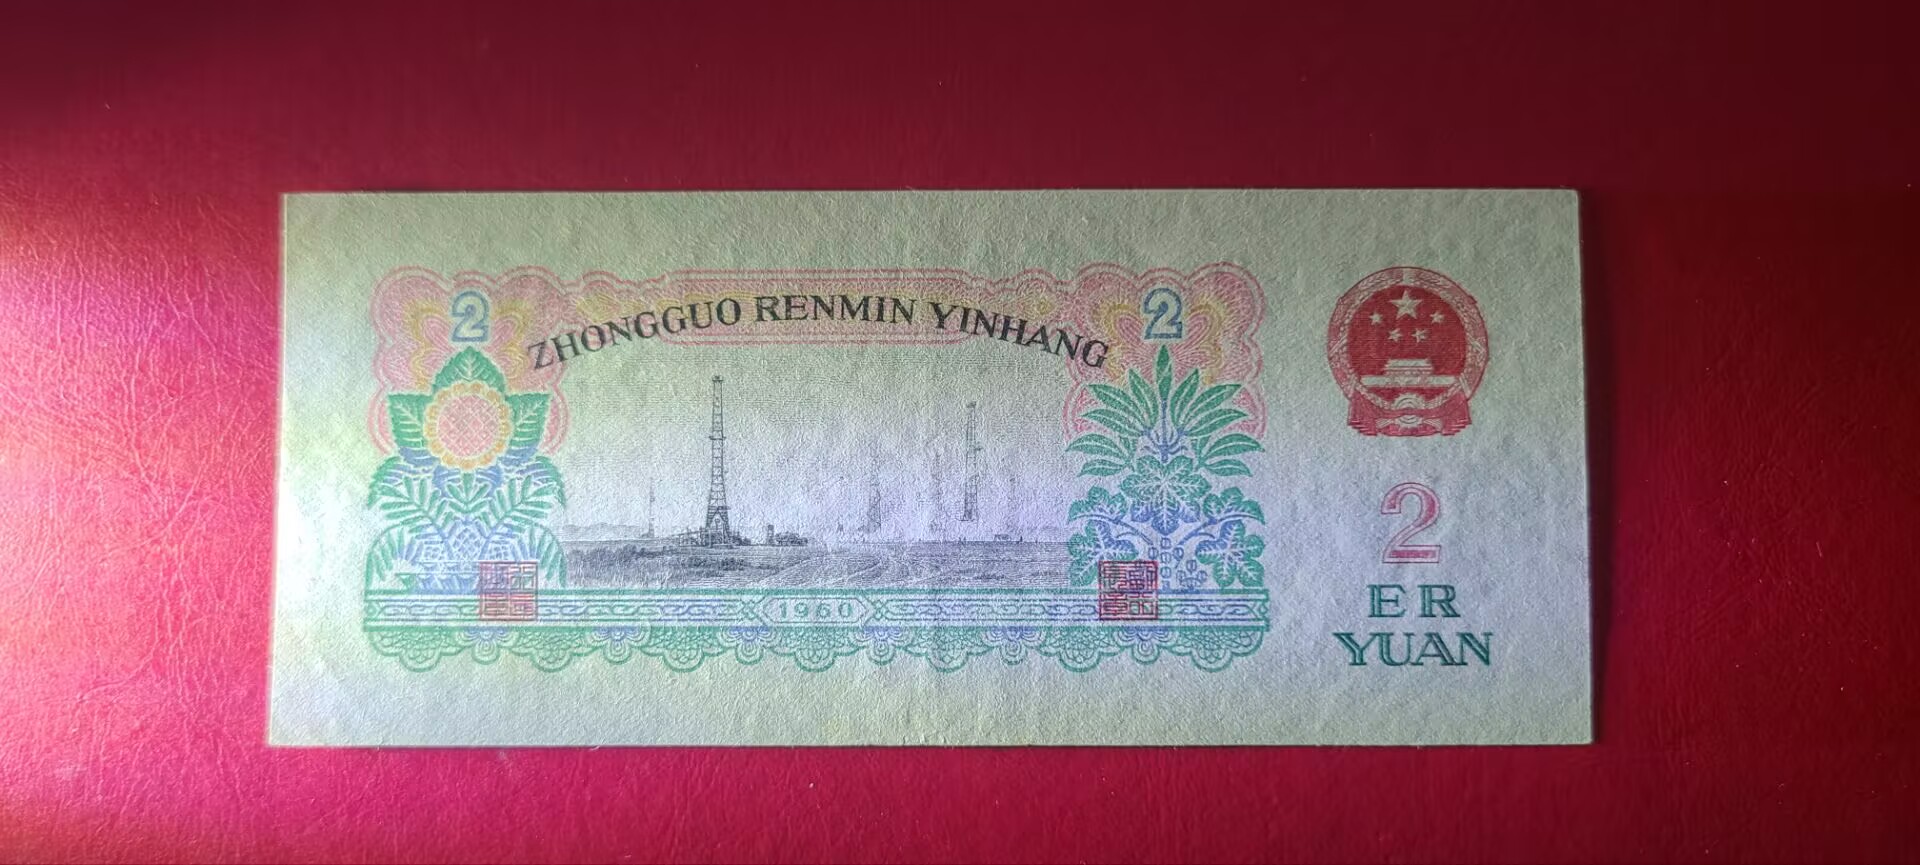 2
ZHONGGUO RENMIN YINHANG
2
1960
2
ER
YUAN